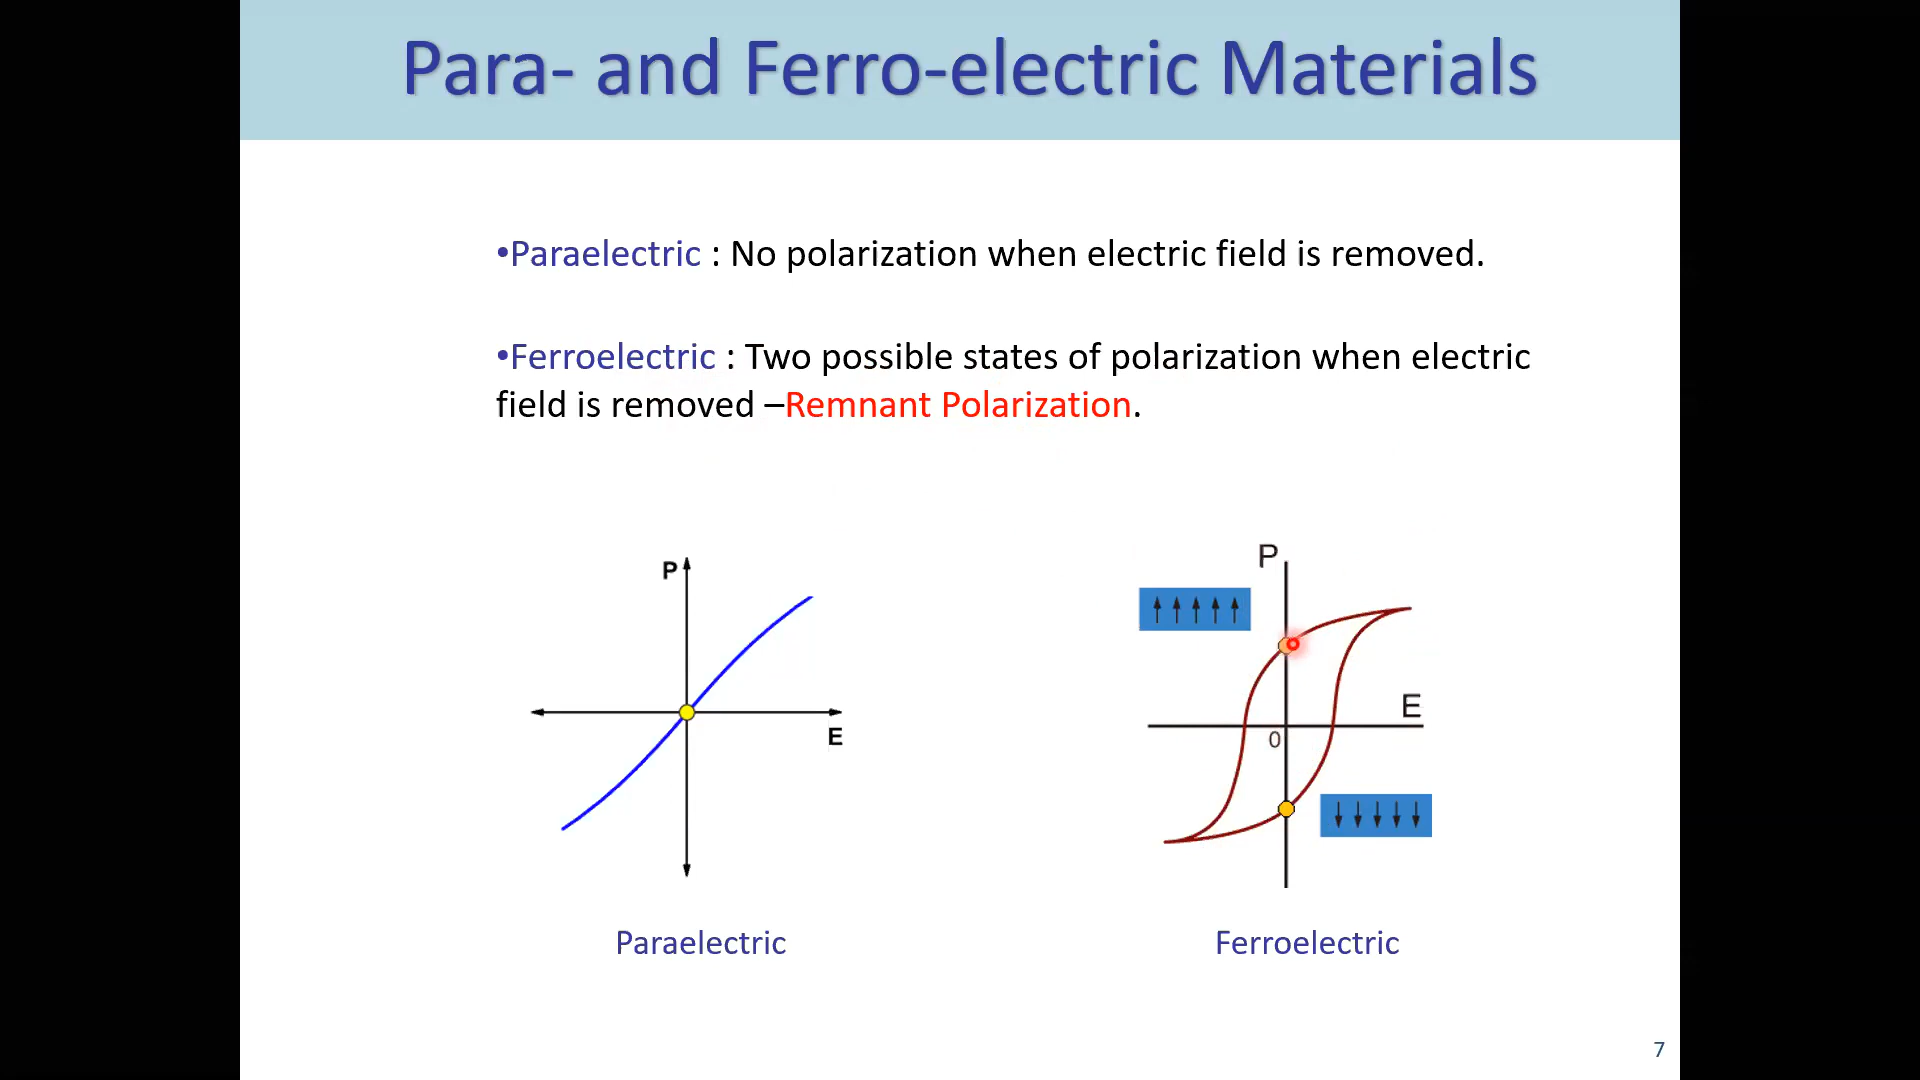 Para- and Ferro-electric Materials
•Paraelectric : No polarization when electric field is removed.
•Ferroelectric : Two possible states of polarization when electric
field is removed –Remnant Polarization.
P
E
P
E
0
Paraelectric
Ferroelectric
7